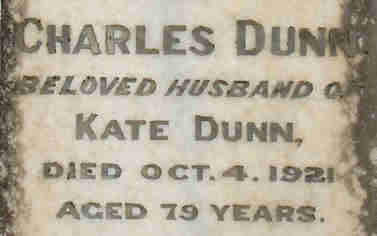 CHARLES DUNN
BELOVED HUSBAND OF
KATE DUNN,
DIED OCT. 4. 1921
AGED 79 YEARS.